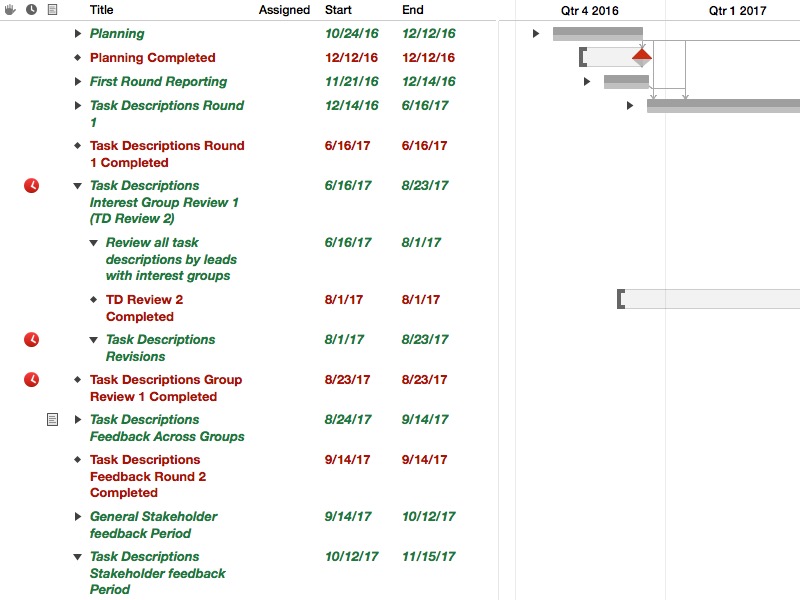 Title Assigned Start End Qtr 4 2016 Qtr 1 2017
Planning 10/24/16 12/12/16
Planning Completed 12/12/16 12/12/16
First Round Reporting 11/21/16 12/14/16
Task Descriptions Round 12/14/16 6/16/17
1
Task Descriptions Round 6/16/17 6/16/17
1 Completed
Task Descriptions 6/16/17 8/23/17
Interest Group Review 1
(TD Review 2)
Review all task 6/16/17 8/1/17
descriptions by leads
with interest groups
TD Review 2 8/1/17 8/1/17
Completed
Task Descriptions 8/1/17 8/23/17
Revisions
Task Descriptions Group 8/23/17 8/23/17
Review 1 Completed
Task Descriptions 8/24/17 9/14/17
Feedback Across Groups
Task Descriptions 9/14/17 9/14/17
Feedback Round 2
Completed
General Stakeholder 9/14/17 10/12/17
feedback Period
Task Descriptions 10/12/17 11/15/17
Stakeholder feedback
Period